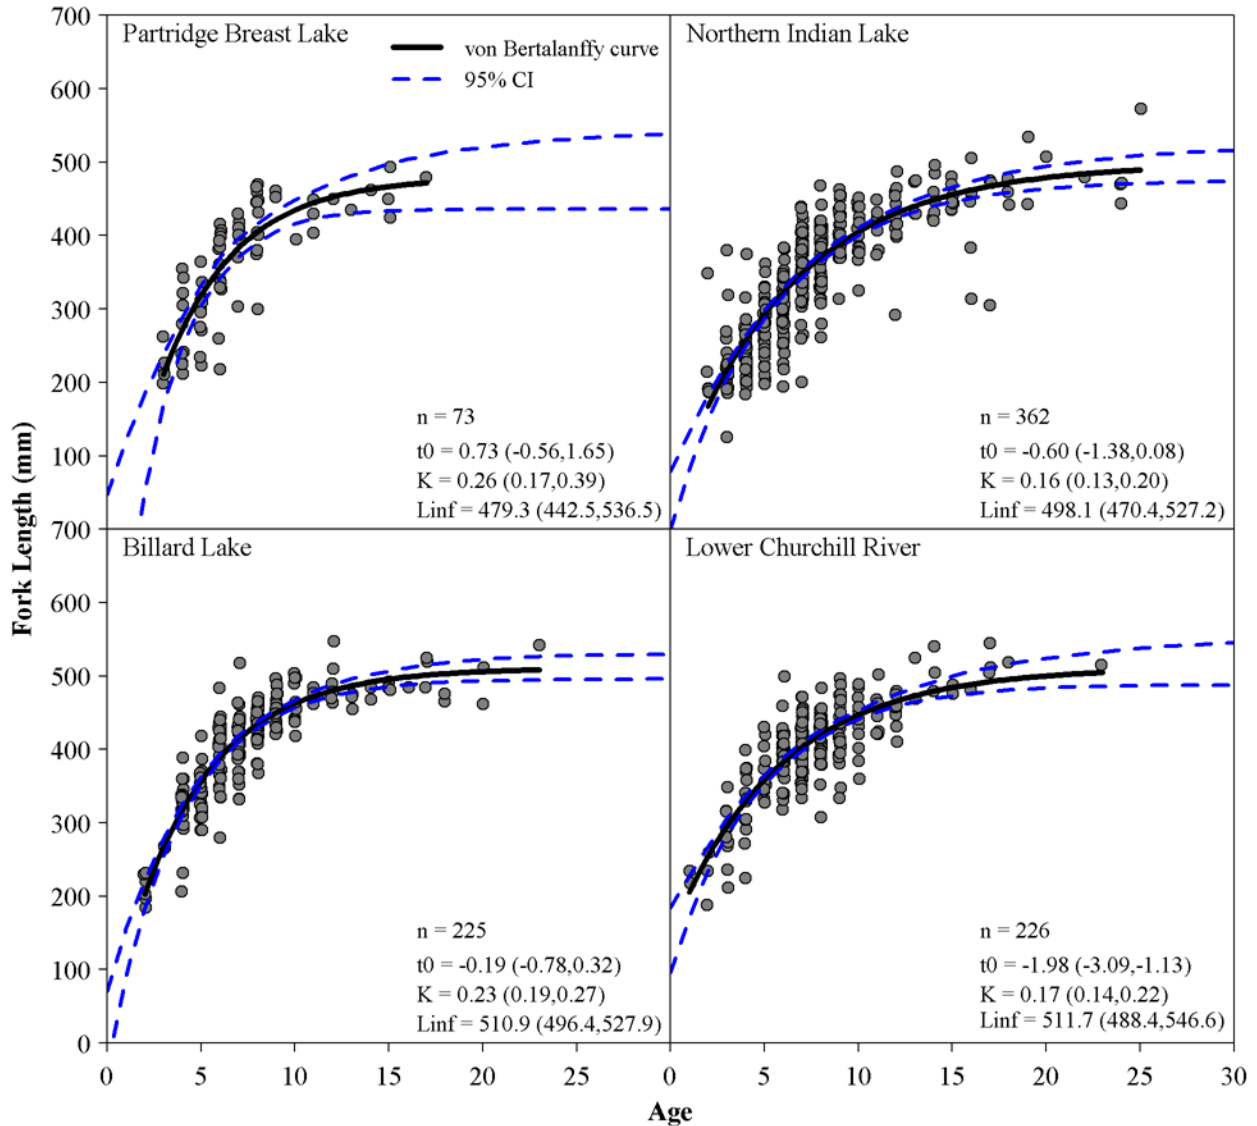 700
600
500
400
300
200
100
Partridge Breast Lake
von Bertalanffy curve
95% CI
n = 73
t0 = 0.73 (-0.56,1.65)
K = 0.26 (0.17,0.39)
Linf = 479.3 (442.5,536.5)
Northern Indian Lake
n = 362
t0 = -0.60 (-1.38,0.08)
K = 0.16 (0.13,0.20)
Linf = 498.1 (470.4,527.2)
Fork Length (mm)
700
600
500
400
300
200
100
0
Billard Lake
n = 225
t0 = -0.19 (-0.78,0.32)
K = 0.23 (0.19,0.27)
Linf = 510.9 (496.4,527.9)
Lower Churchill River
n = 226
t0 = -1.98 (-3.09,-1.13)
K = 0.17 (0.14,0.22)
Linf = 511.7 (488.4,546.6)
0 5 10 15 20 25 0 5 10 15 20 25 30
Age